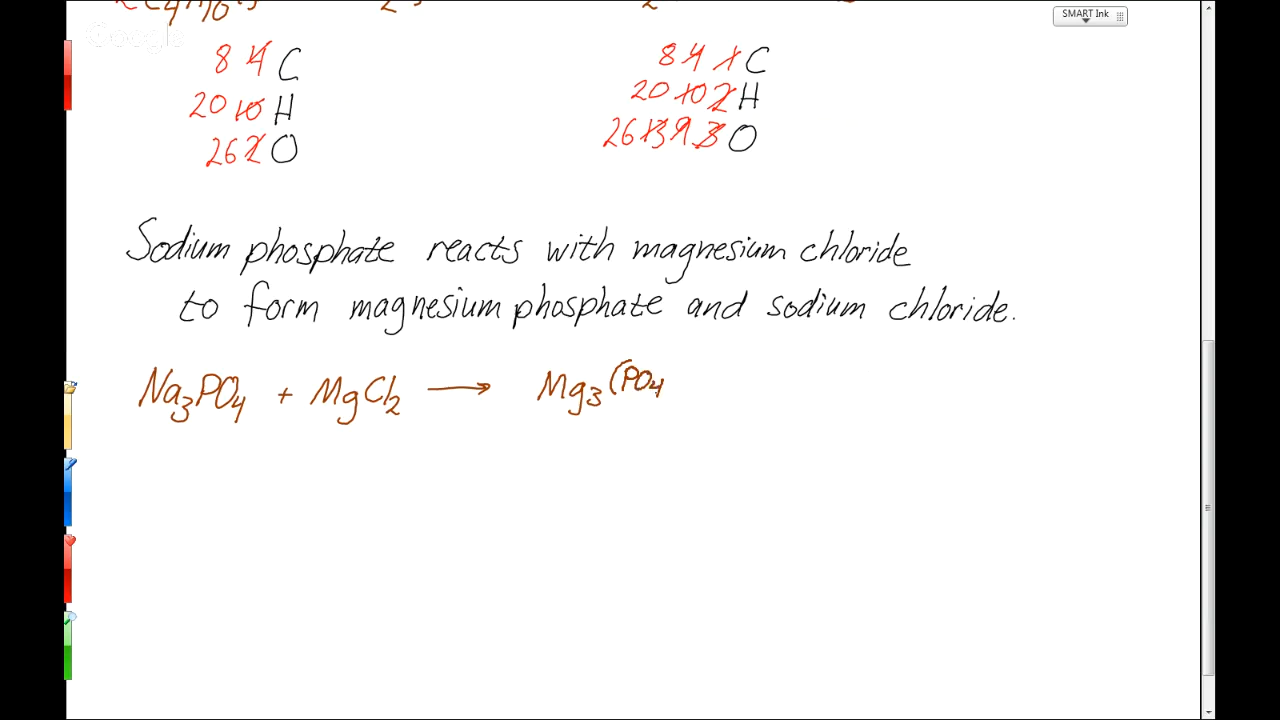 SMART Ink
Google
8 4 C 8 4 1 C
20 10 H 20 10 2 H
26 2 O 26 13 9 3 O
Sodium phosphate reacts with magnesium chloride
to form magnesium phosphate and sodium chloride.
Na₃PO₄ + MgCl₂ → Mg₃(PO₄